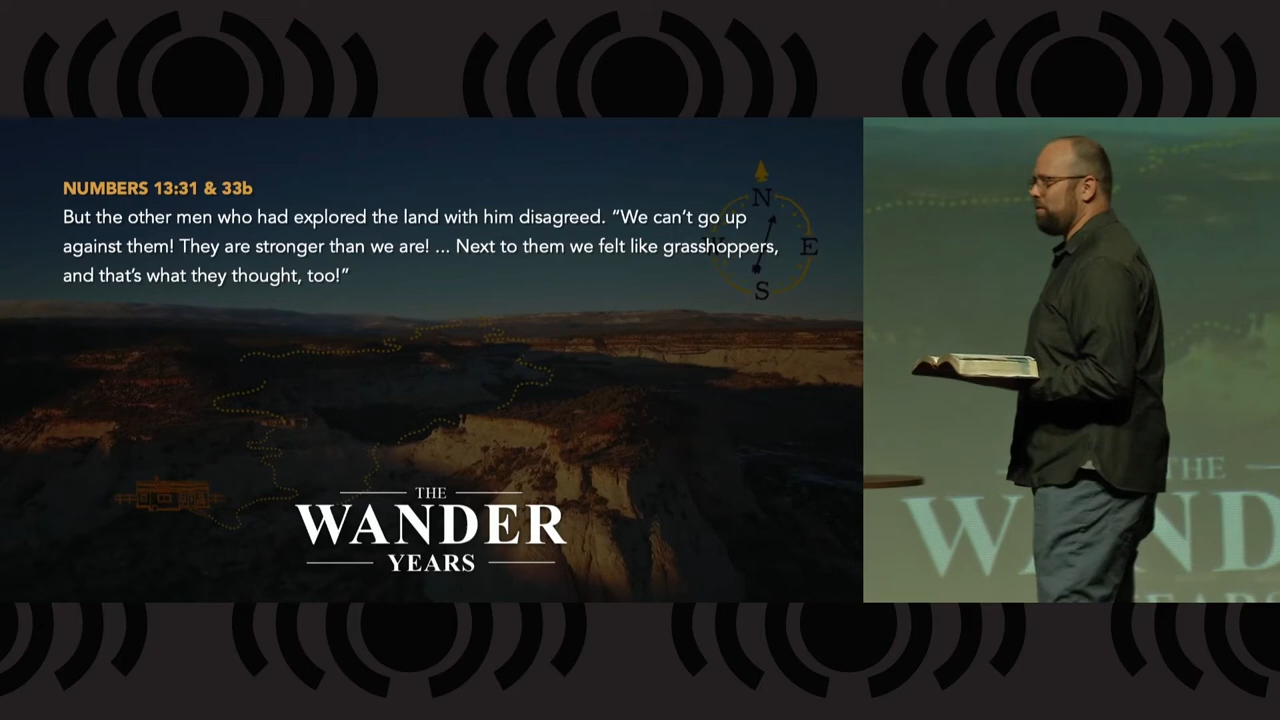 NUMBERS 13:31 & 33b
But the other men who had explored the land with him disagreed. “We can’t go up
against them! They are stronger than we are! ... Next to them we felt like grasshoppers,
and that’s what they thought, too!”
N
W E
S
THE
WANDER
YEARS
THE
WAND
YEARS